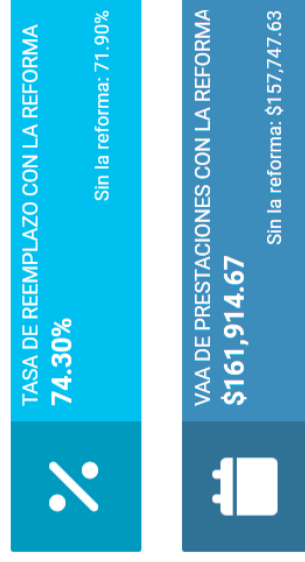 TASA DE REEMPLAZO CON LA REFORMA
74.30%
Sin la reforma: 71.90%
VAA DE PRESTACIONES CON LA REFORMA
$161,914.67
Sin la reforma: $157,747.63